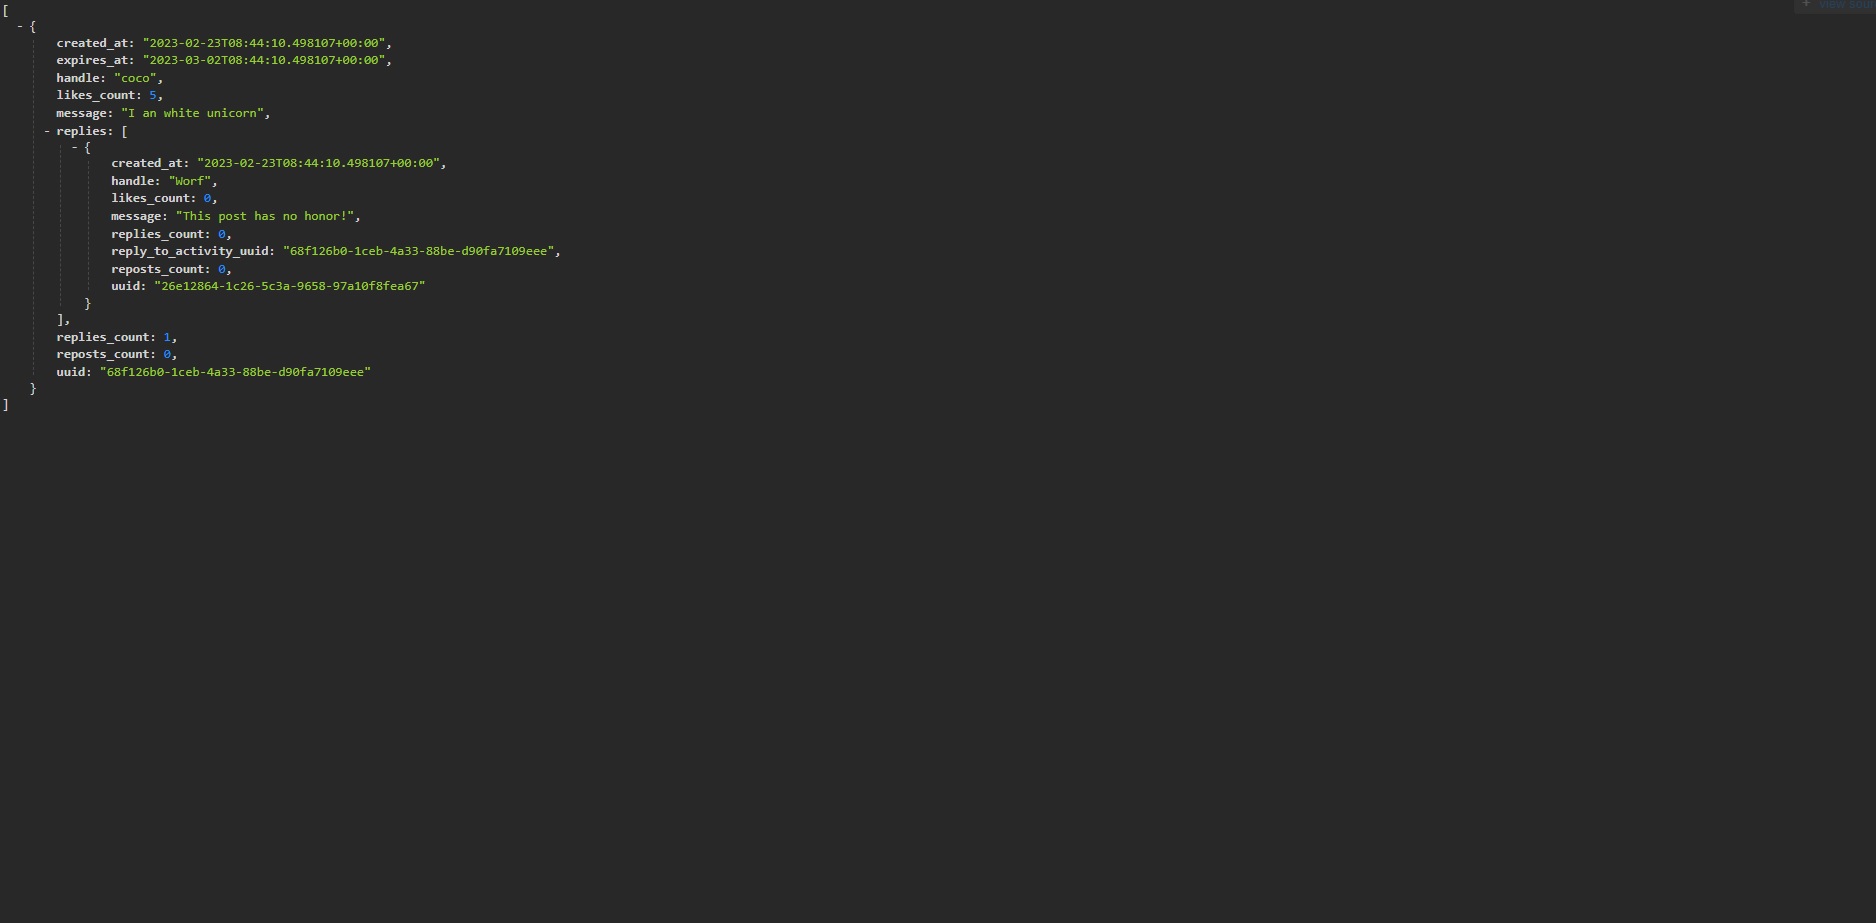 + view sour
[
- {
created_at: "2023-02-23T08:44:10.498107+00:00",
expires_at: "2023-03-02T08:44:10.498107+00:00",
handle: "coco",
likes_count: 5,
message: "I an white unicorn",
- replies: [
- {
created_at: "2023-02-23T08:44:10.498107+00:00",
handle: "Worf",
likes_count: 0,
message: "This post has no honor!",
replies_count: 0,
reply_to_activity_uuid: "68f126b0-1ceb-4a33-88be-d90fa7109eee",
reposts_count: 0,
uuid: "26e12864-1c26-5c3a-9658-97a10f8fea67"
}
],
replies_count: 1,
reposts_count: 0,
uuid: "68f126b0-1ceb-4a33-88be-d90fa7109eee"
}
]